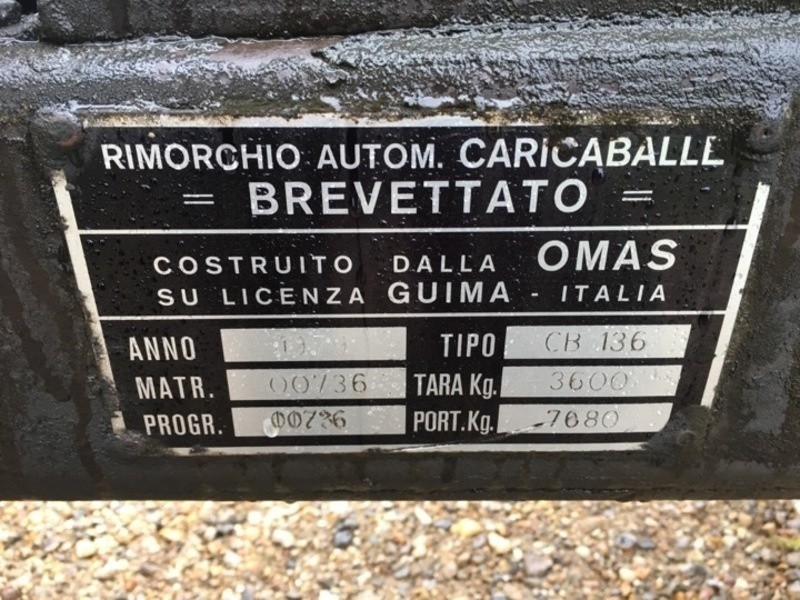 RIMORCHIO AUTOM. CARICABALLE
= BREVETTATO =
COSTRUITO DALLA OMAS
SU LICENZA GUIMA - ITALIA
ANNO TIPO CB 136
MATR. 00736 TARA Kg. 3600
PROGR. 00736 PORT.Kg. 7680